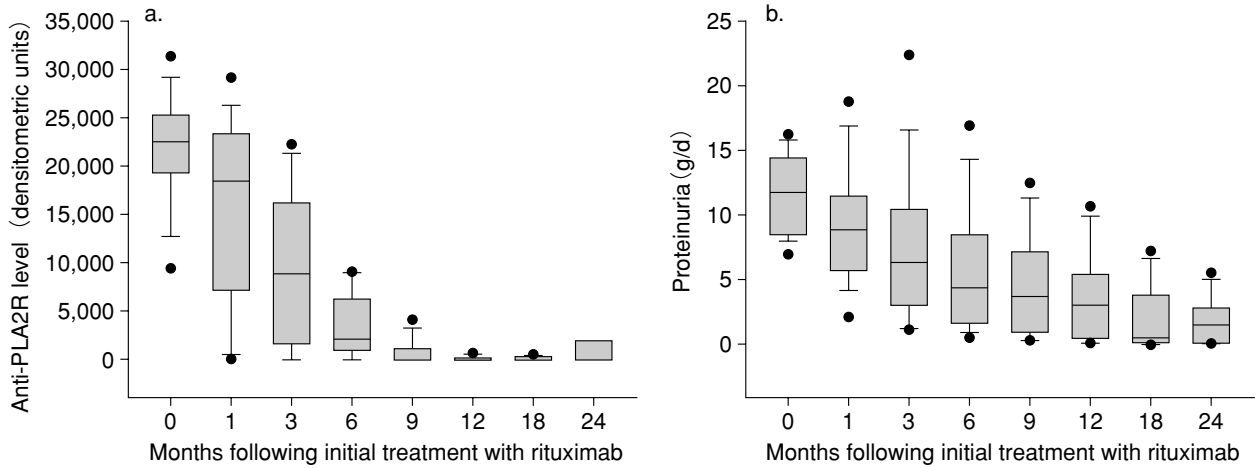 a.
Anti-PLA2R level (densitometric units)
35,000
30,000
25,000
20,000
15,000
10,000
5,000
0
0 1 3 6 9 12 18 24
Months following initial treatment with rituximab
b.
Proteinuria (g/d)
25
20
15
10
5
0
0 1 3 6 9 12 18 24
Months following initial treatment with rituximab